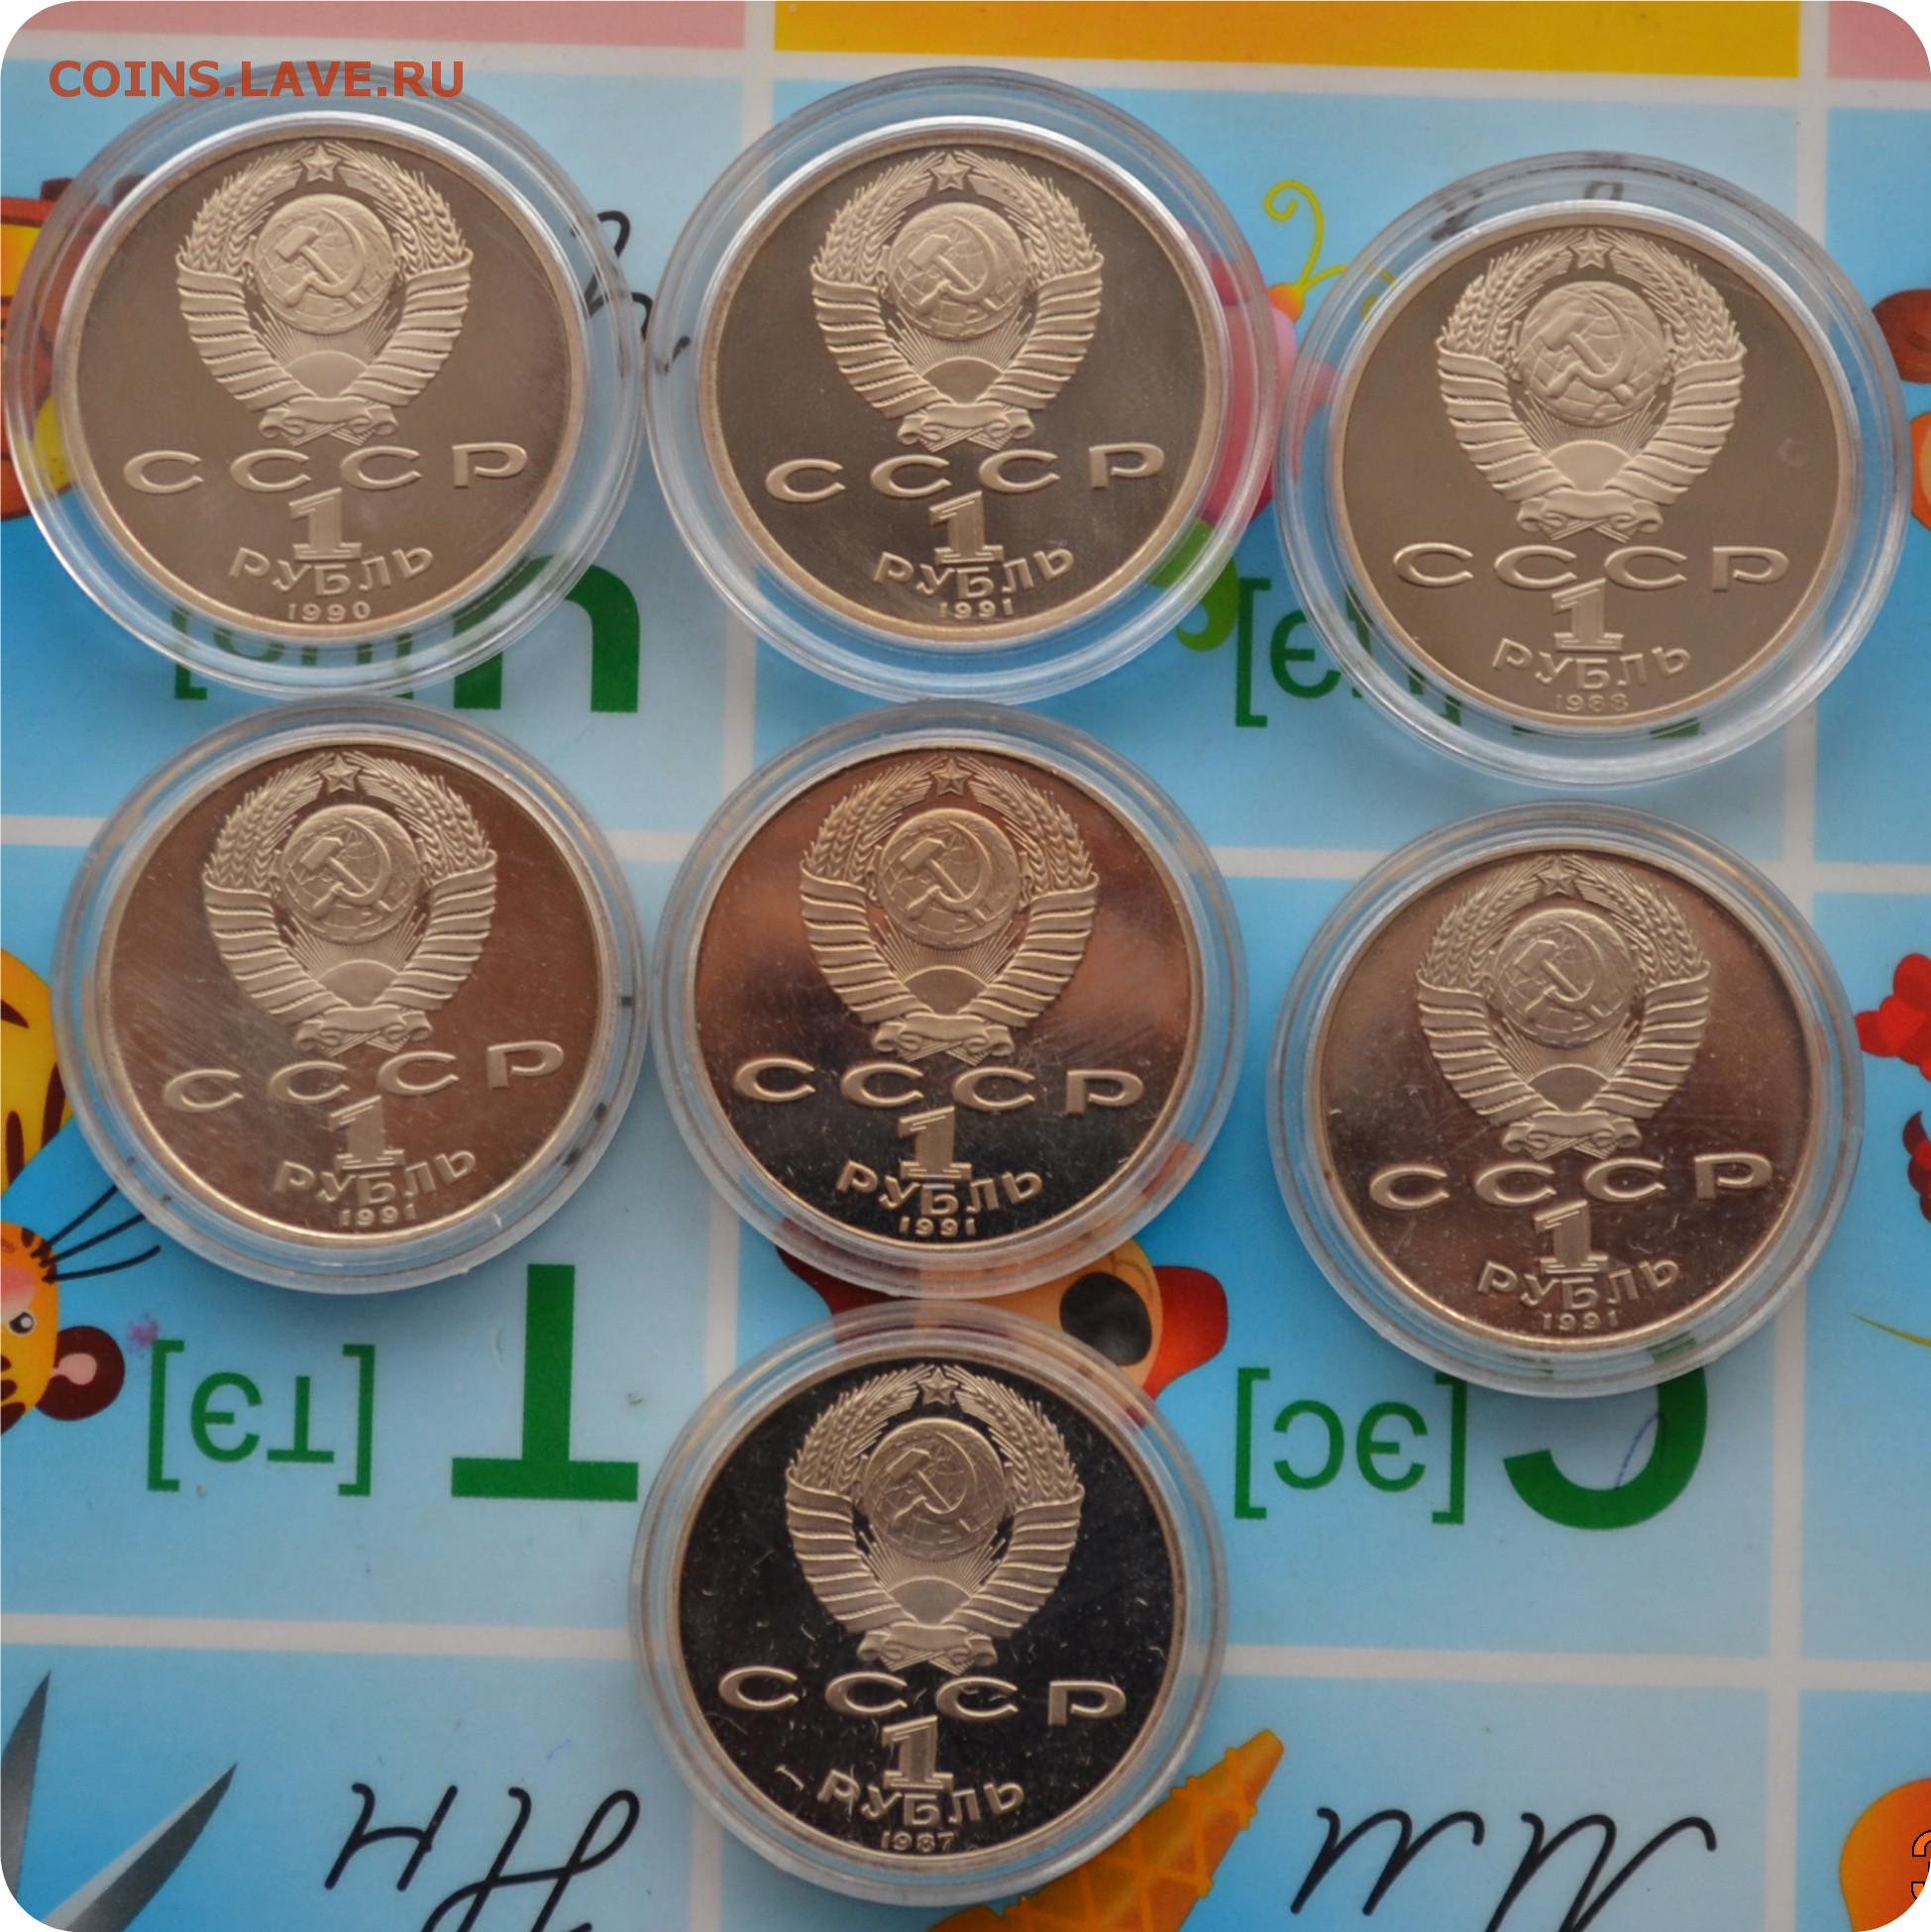 COINS.LAVE.RU
СССР
1
РУБЛЬ
1990
СССР
1
РУБЛЬ
1991
СССР
1
РУБЛЬ
1988
СССР
1
РУБЛЬ
1991
СССР
1
РУБЛЬ
1991
СССР
1
РУБЛЬ
1991
[тэ] Т
[эс] С
СССР
1
РУБЛЬ
1987